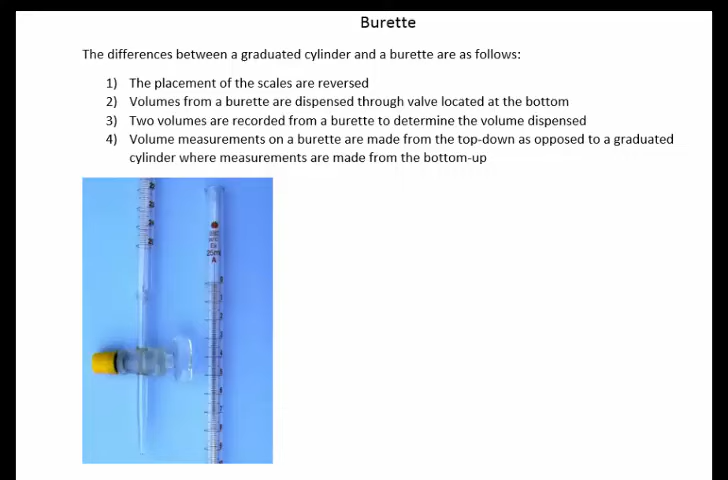 Burette
The differences between a graduated cylinder and a burette are as follows:
1) The placement of the scales are reversed
2) Volumes from a burette are dispensed through valve located at the bottom
3) Two volumes are recorded from a burette to determine the volume dispensed
4) Volume measurements on a burette are made from the top-down as opposed to a graduated
cylinder where measurements are made from the bottom-up
25ml
A